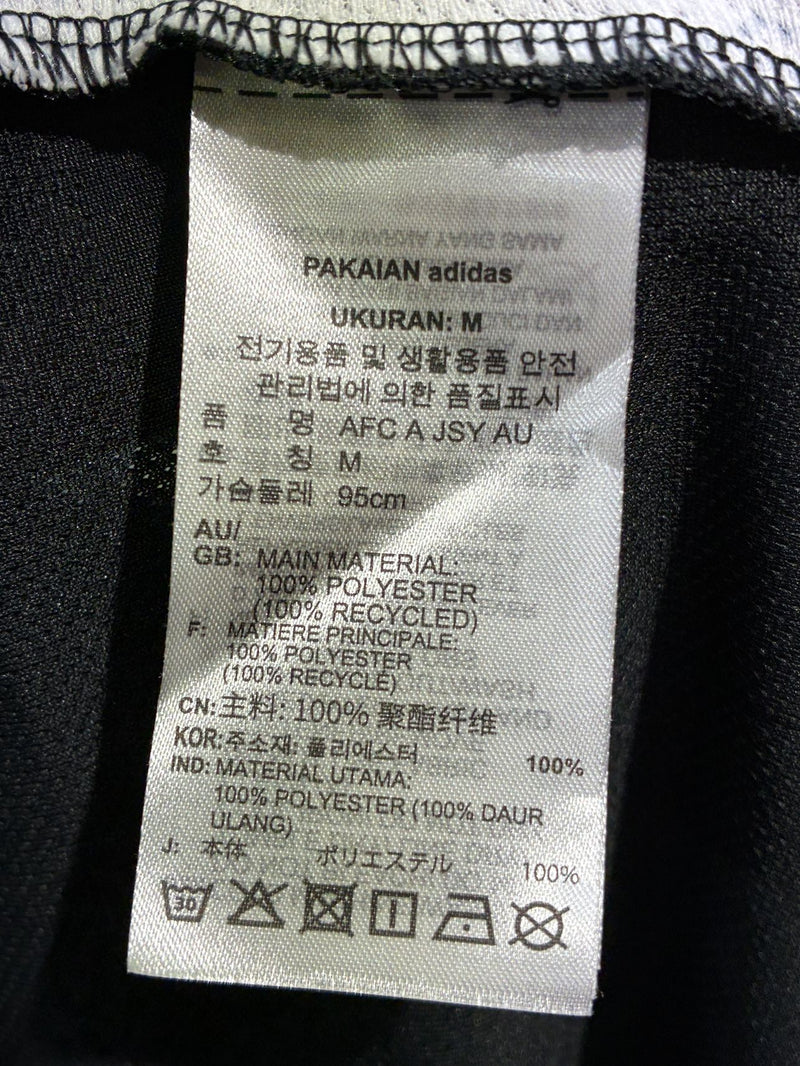 PAKAIAN adidas
UKURAN: M
전기용품 및 생활용품 안전
관리법에 의한 품질표시
품 명 AFC A JSY AU
호 칭 M
가슴둘레 95cm
AU/
GB: MAIN MATERIAL:
100% POLYESTER
(100% RECYCLED)
F: MATIERE PRINCIPALE:
100% POLYESTER
(100% RECYCLÉ)
CN: 主料: 100% 聚酯纤维
KOR: 주소재: 폴리에스터 100%
IND: MATERIAL UTAMA:
100% POLYESTER (100% DAUR
ULANG)
J: 本体 ポリエステル 100%
30